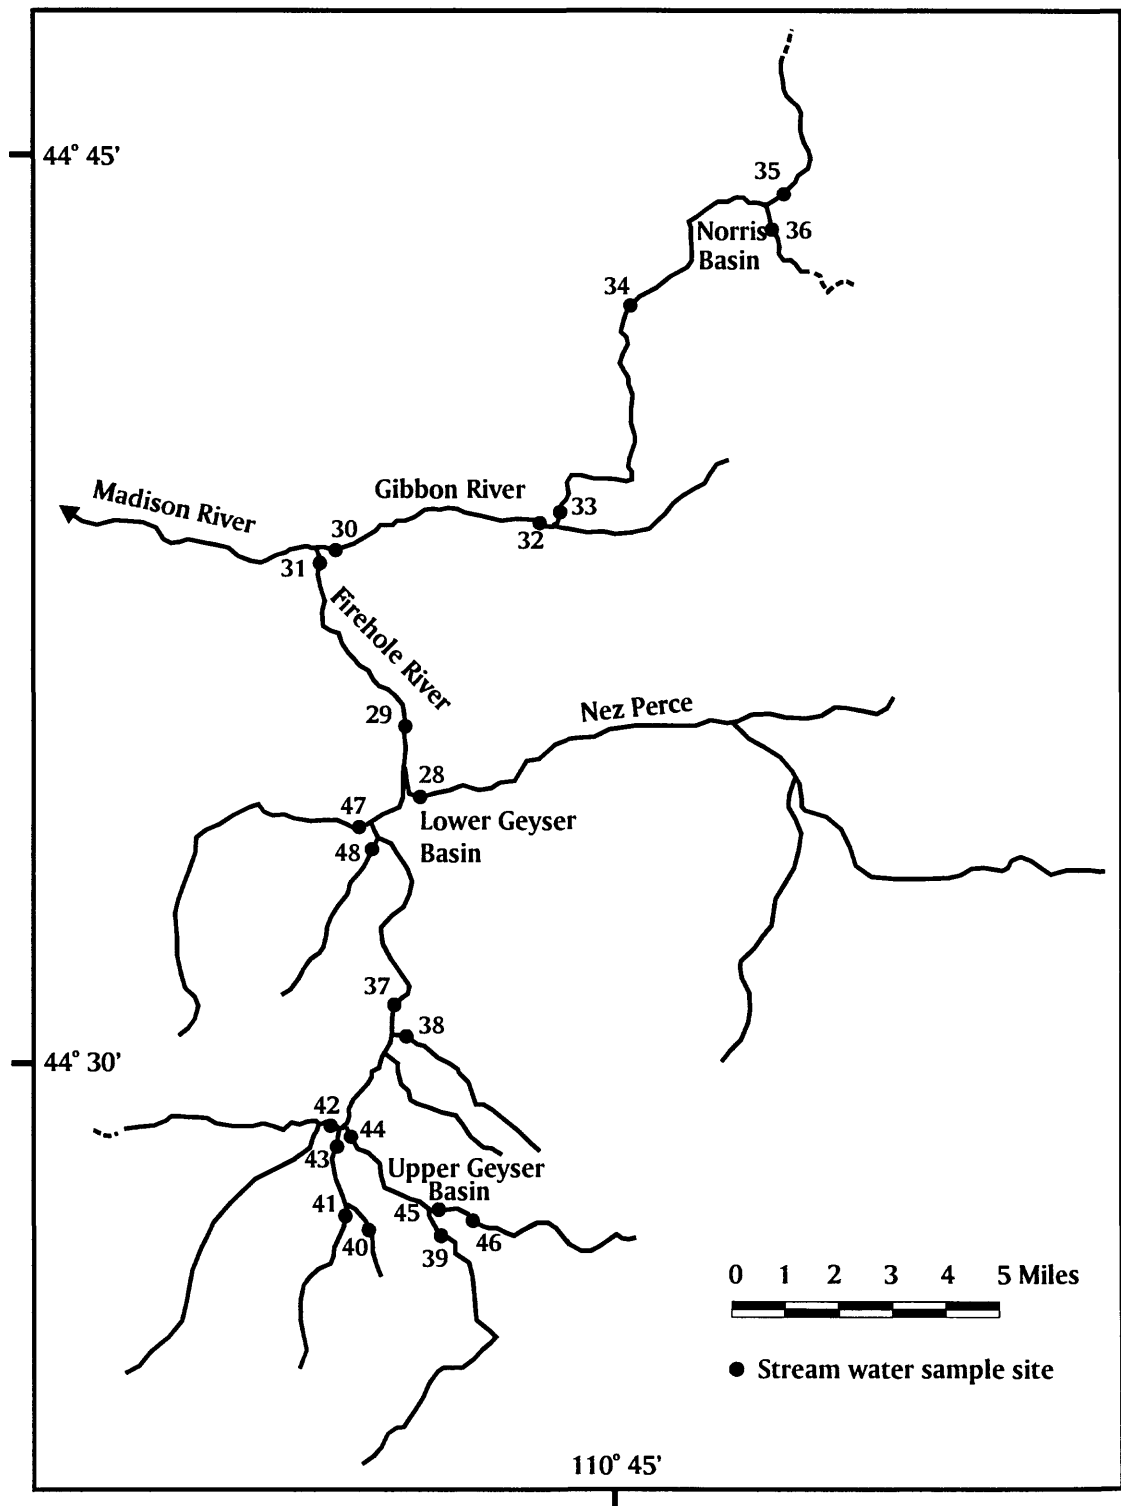 44° 45'
35
36
Norris
Basin
34
Madison River
Gibbon River
33
32
30
31
Firehole River
29
Nez Perce
28
47
Lower Geyser
Basin
48
37
38
44° 30'
42
44
43
Upper Geyser
Basin
41
45
40
46
39
0 1 2 3 4 5 Miles
Stream water sample site
110° 45'